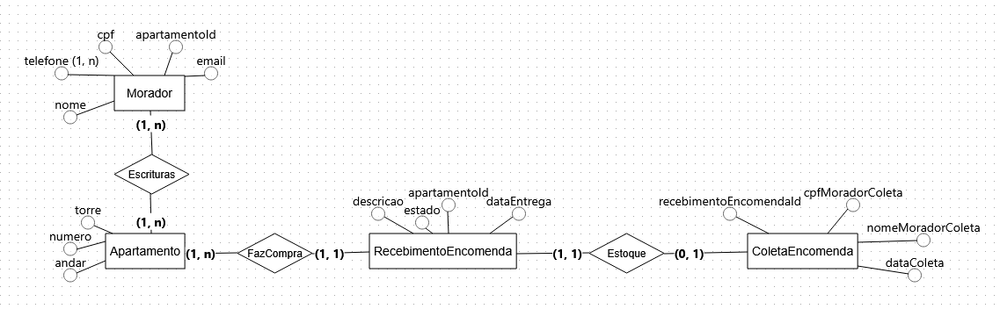 cpf
apartamentoId
telefone (1, n)
email
Morador
nome
(1, n)
Escrituras
(1, n)
torre
numero
andar
Apartamento
(1, n)
FazCompra
(1, 1)
descricao
estado
apartamentoId
dataEntrega
RecebimentoEncomenda
(1, 1)
Estoque
(0, 1)
recebimentoEncomendaId
cpfMoradorColeta
nomeMoradorColeta
ColetaEncomenda
dataColeta